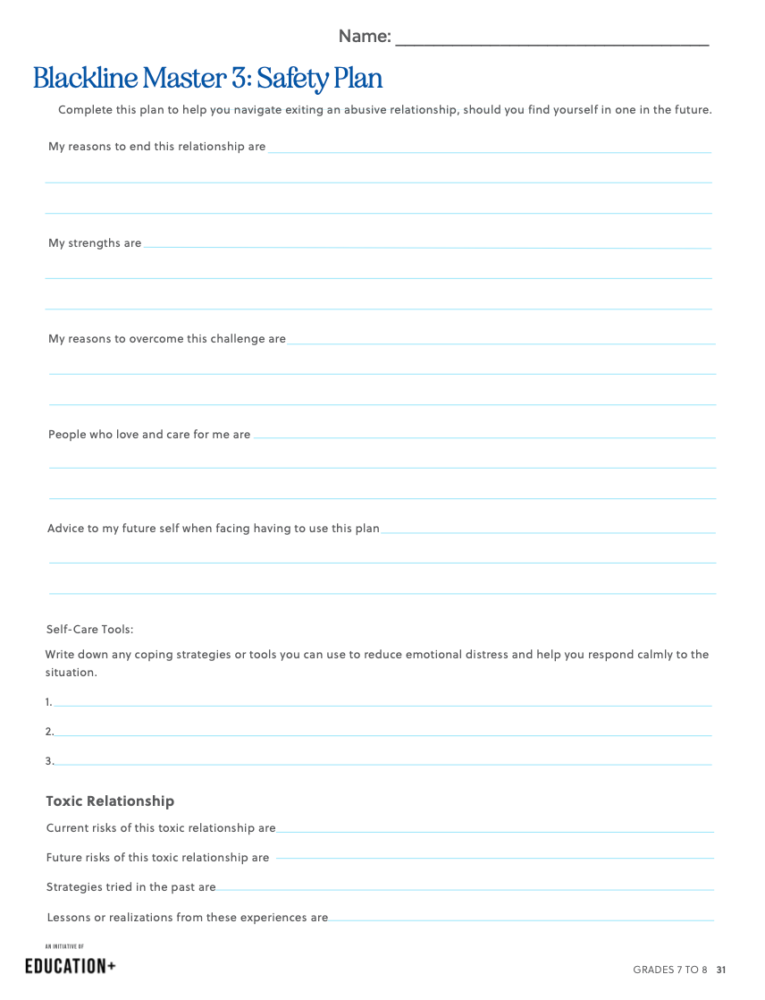 Name: ___________________________________
Blackline Master 3: Safety Plan
Complete this plan to help you navigate exiting an abusive relationship, should you find yourself in one in the future.
My reasons to end this relationship are
My strengths are
My reasons to overcome this challenge are
People who love and care for me are
Advice to my future self when facing having to use this plan
Self-Care Tools:
Write down any coping strategies or tools you can use to reduce emotional distress and help you respond calmly to the
situation.
1.
2.
3.
Toxic Relationship
Current risks of this toxic relationship are
Future risks of this toxic relationship are
Strategies tried in the past are
Lessons or realizations from these experiences are
AN INITIATIVE OF
EDUCATION+
GRADES 7 TO 8 31